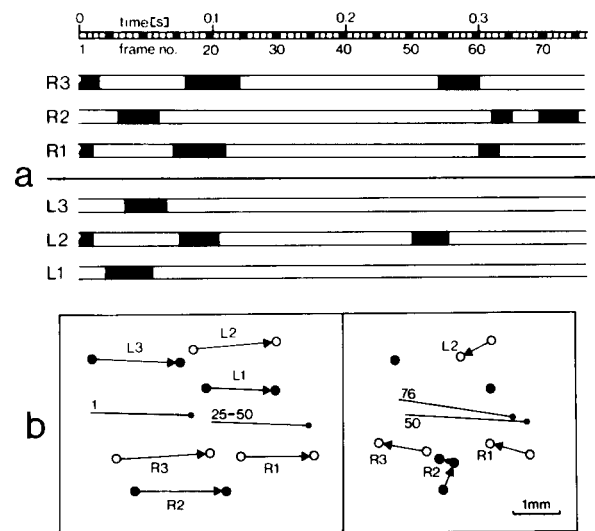 0 time[s] 0.1 0.2 0.3
1 frame no. 20 30 40 50 60 70
R3
R2
R1
a
L3
L2
L1
b
L2
L3
L1
1
25-50
R3
R1
R2
L2
76
50
R3
R2
R1
1mm